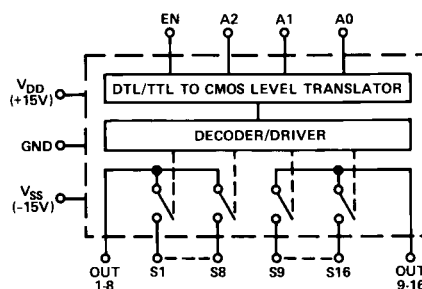 EN A2 A1 A0
VDD
(+15V)
DTL/TTL TO CMOS LEVEL TRANSLATOR
GND
DECODER/DRIVER
VSS
(-15V)
OUT
1-8
S1 S8 S9 S16
OUT
9-16